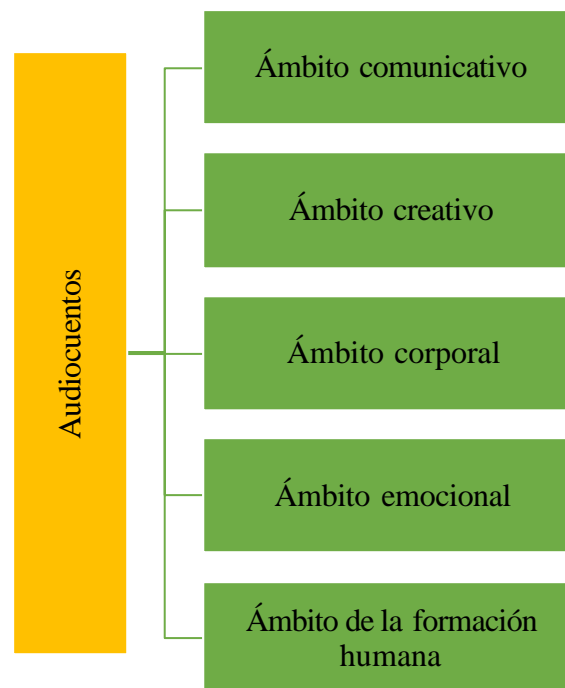 Audiocuentos
Ámbito comunicativo
Ámbito creativo
Ámbito corporal
Ámbito emocional
Ámbito de la formación
humana